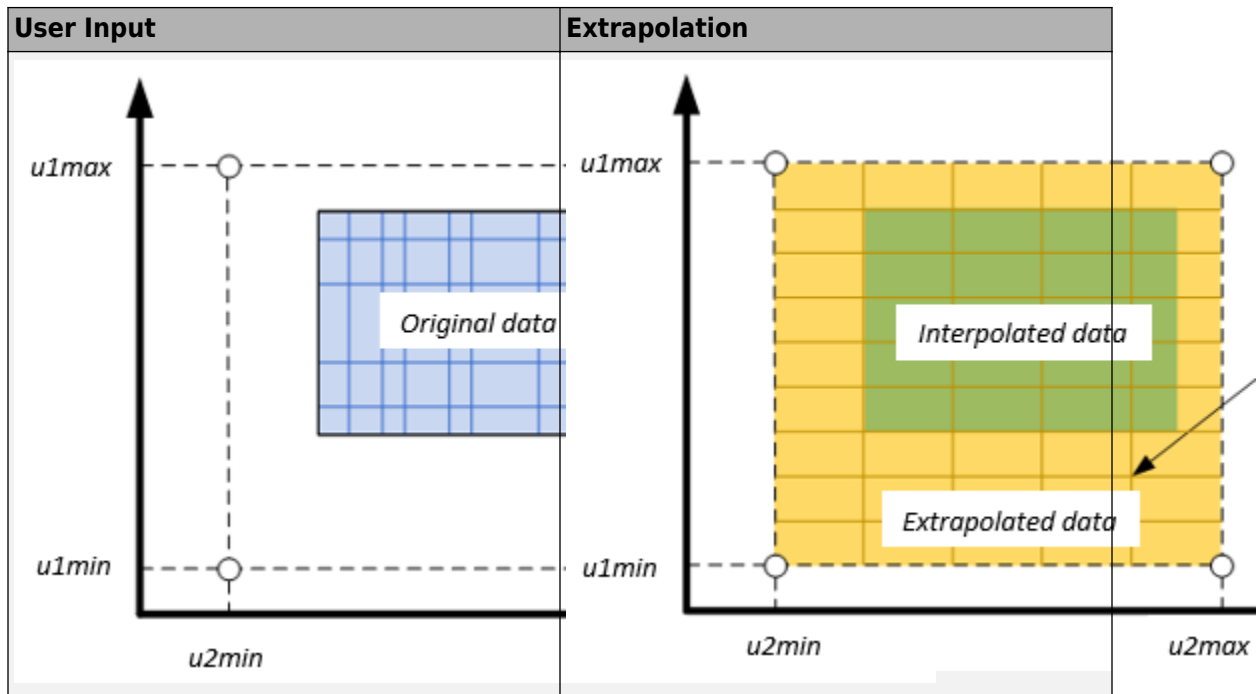 User Input
Extrapolation
u1max
Original data
u1min
u2min
u1max
Interpolated data
Extrapolated data
u1min
u2min
u2max